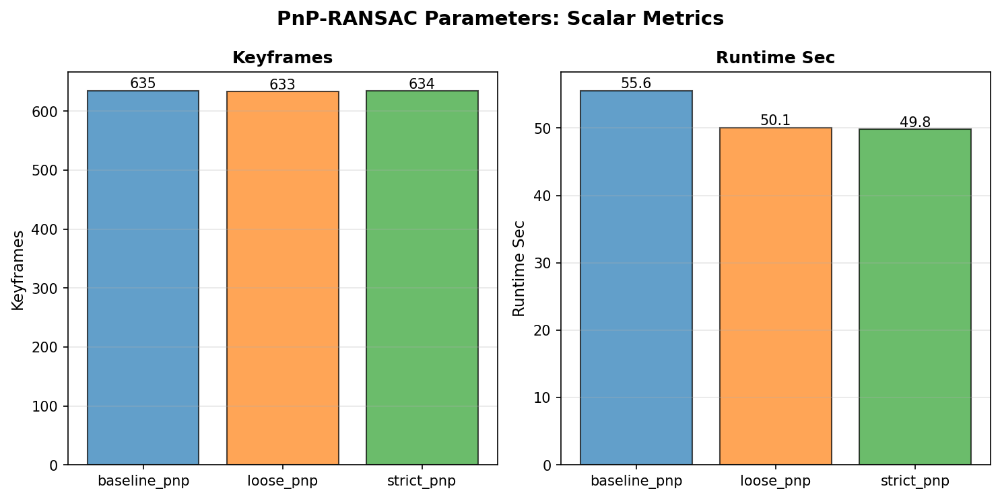 PnP-RANSAC Parameters: Scalar Metrics
Keyframes
635
633
634
600
500
400
300
200
100
0
Keyframes
baseline_pnp
loose_pnp
strict_pnp
Runtime Sec
55.6
50.1
49.8
50
40
30
20
10
0
Runtime Sec
baseline_pnp
loose_pnp
strict_pnp